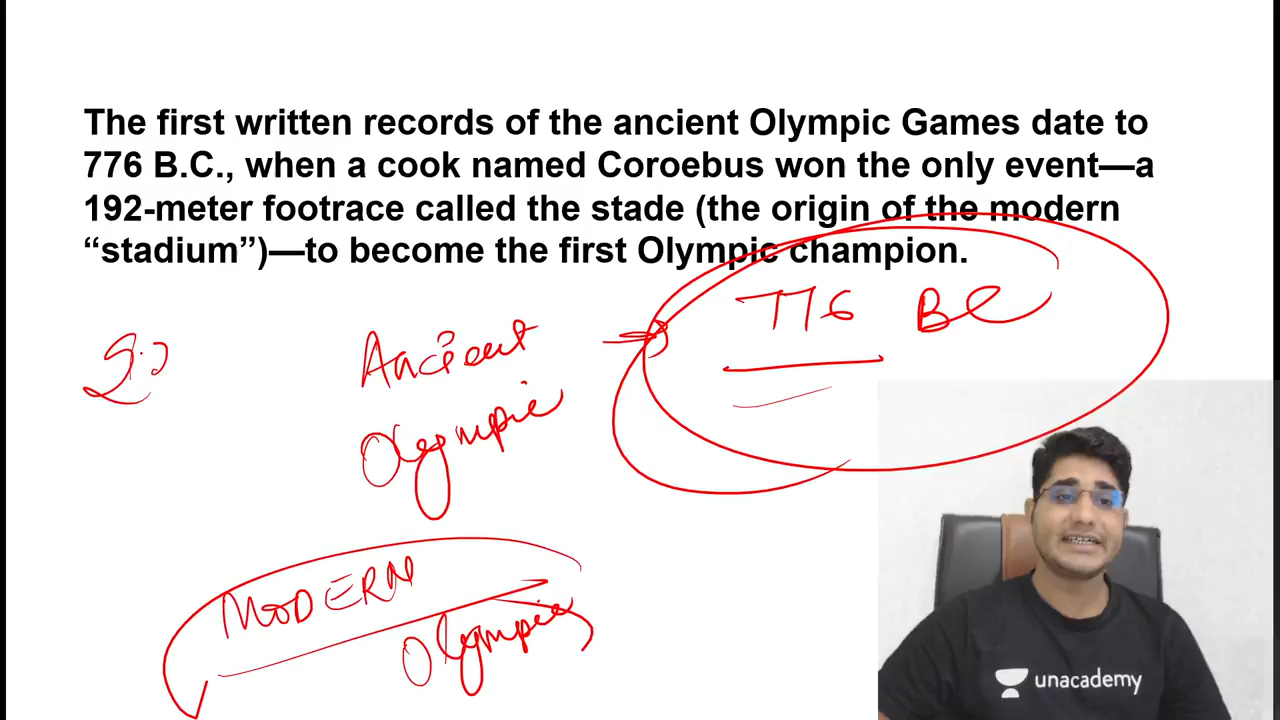 The first written records of the ancient Olympic Games date to
776 B.C., when a cook named Coroebus won the only event—a
192-meter footrace called the stade (the origin of the modern
“stadium”)—to become the first Olympic champion.
776 BC
Ancient
Olympic
MODERN
Olympic
unacademy